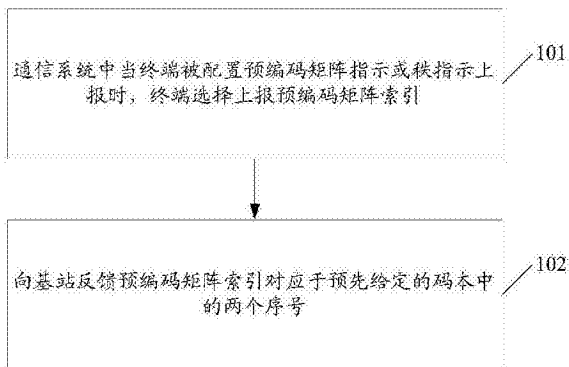 通信系统中当终端被配置预编码矩阵指示或秩指示上
报时，终端选择上报预编码矩阵索引
101
向基站反馈预编码矩阵索引对应于预先给定的码本中
的两个序号
102